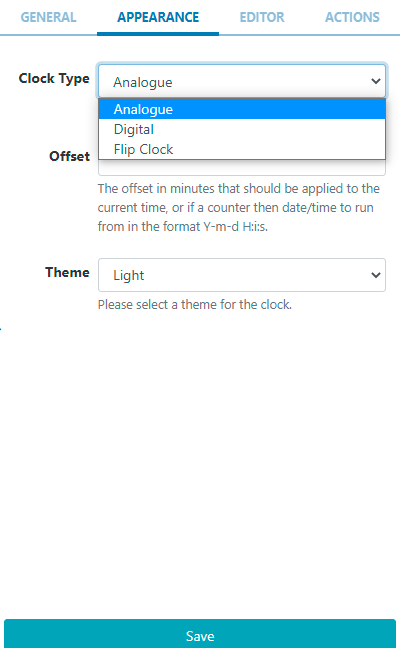 GENERAL APPEARANCE EDITOR ACTIONS
Clock Type Analogue
Analogue
Digital
Flip Clock
Offset
The offset in minutes that should be applied to the
current time, or if a counter then date/time to run
from in the format Y-m-d H:i:s.
Theme Light
Please select a theme for the clock.
Save